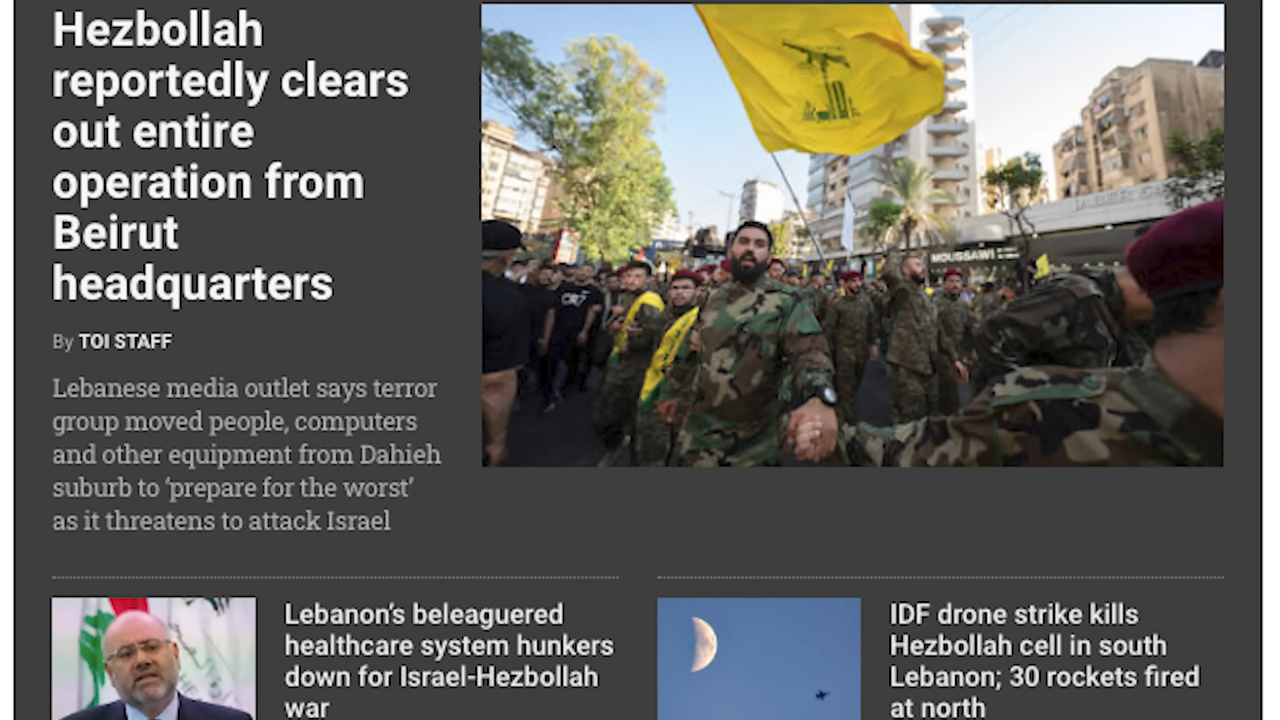 Hezbollah
reportedly clears
out entire
operation from
Beirut
headquarters
By TOI STAFF
Lebanese media outlet says terror
group moved people, computers
and other equipment from Dahieh
suburb to ‘prepare for the worst’
as it threatens to attack Israel
MOUSSAWI
CR7
Lebanon’s beleaguered
healthcare system hunkers
down for Israel-Hezbollah
war
IDF drone strike kills
Hezbollah cell in south
Lebanon; 30 rockets fired
at north